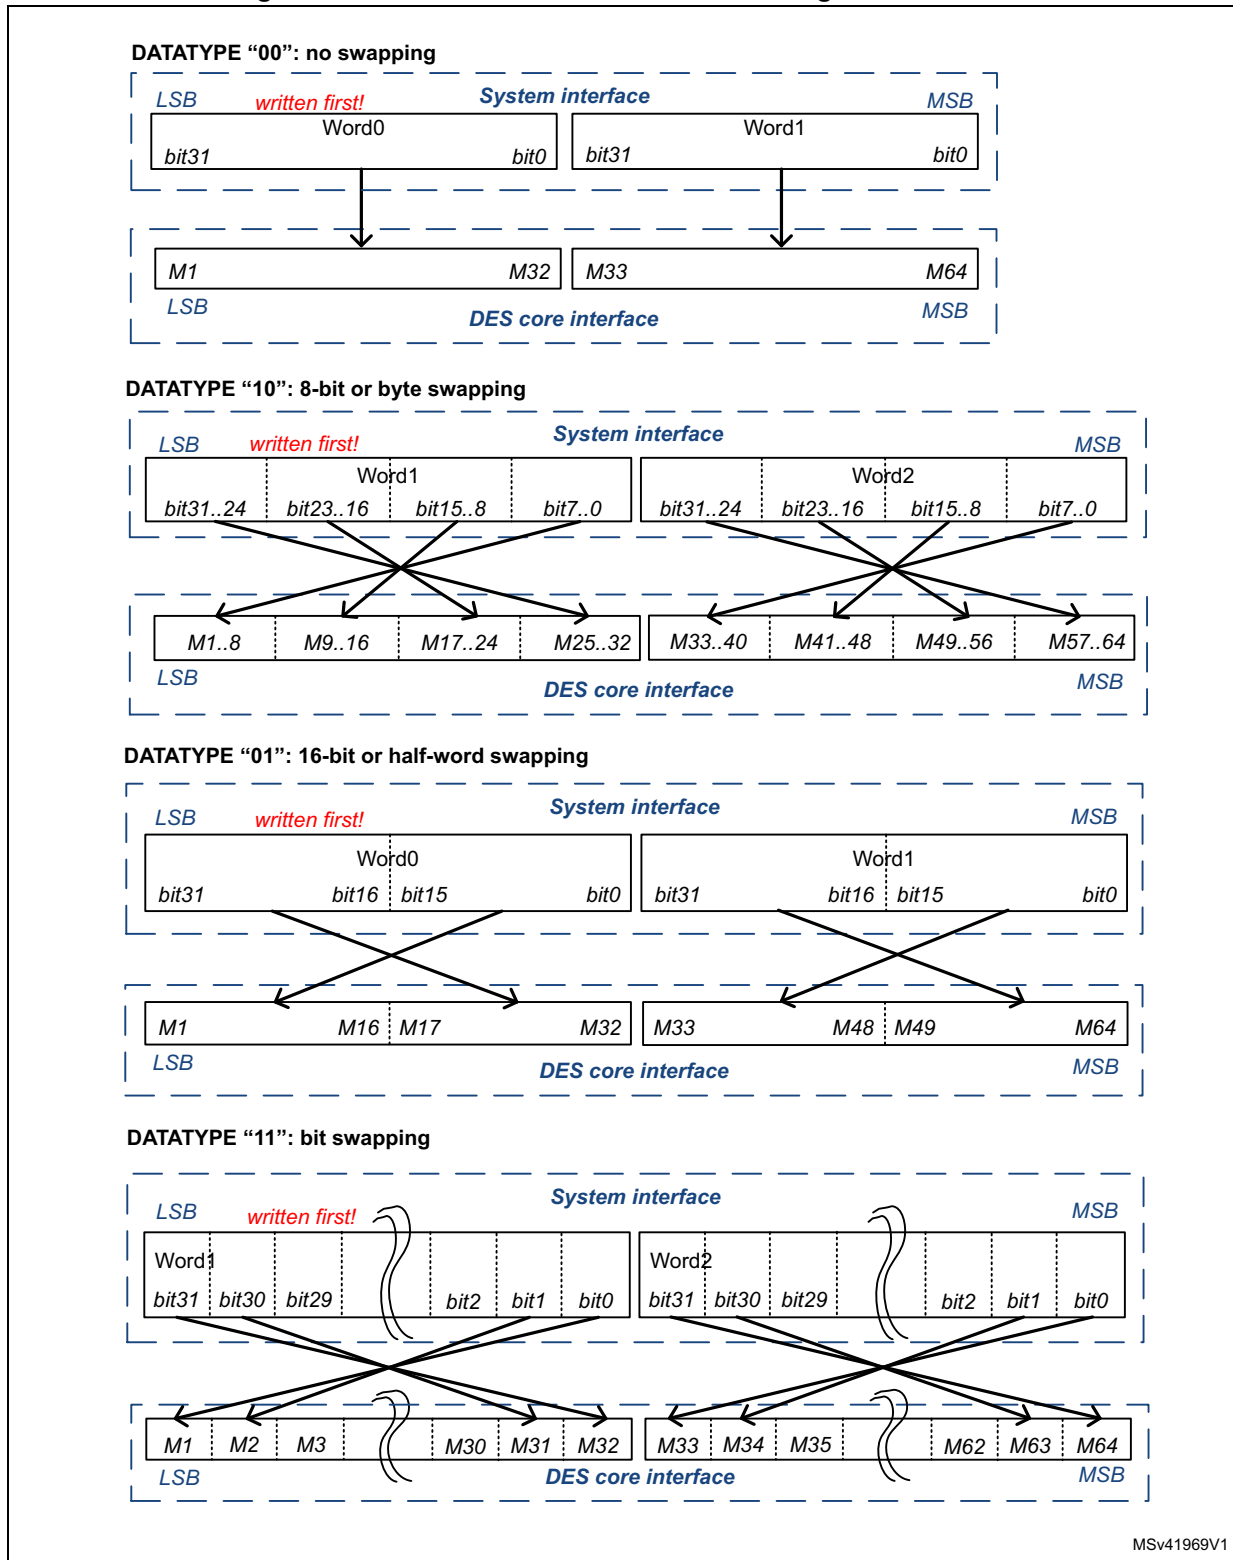 DATATYPE “00”: no swapping
LSB written first! System interface MSB
Word0 Word1
bit31 bit0 bit31 bit0
M1 M32 M33 M64
LSB DES core interface MSB
DATATYPE “10”: 8-bit or byte swapping
LSB written first! System interface MSB
Word1 Word2
bit31..24 bit23..16 bit15..8 bit7..0 bit31..24 bit23..16 bit15..8 bit7..0
M1..8 M9..16 M17..24 M25..32 M33..40 M41..48 M49..56 M57..64
LSB DES core interface MSB
DATATYPE “01”: 16-bit or half-word swapping
LSB written first! System interface MSB
Word0 Word1
bit31 bit16 bit15 bit0 bit31 bit16 bit15 bit0
M1 M16 M17 M32 M33 M48 M49 M64
LSB DES core interface MSB
DATATYPE “11”: bit swapping
LSB written first! System interface MSB
Word1 Word2
bit31 bit30 bit29 bit2 bit1 bit0 bit31 bit30 bit29 bit2 bit1 bit0
M1 M2 M3 M30 M31 M32 M33 M34 M35 M62 M63 M64
LSB DES core interface MSB
MSv41969V1